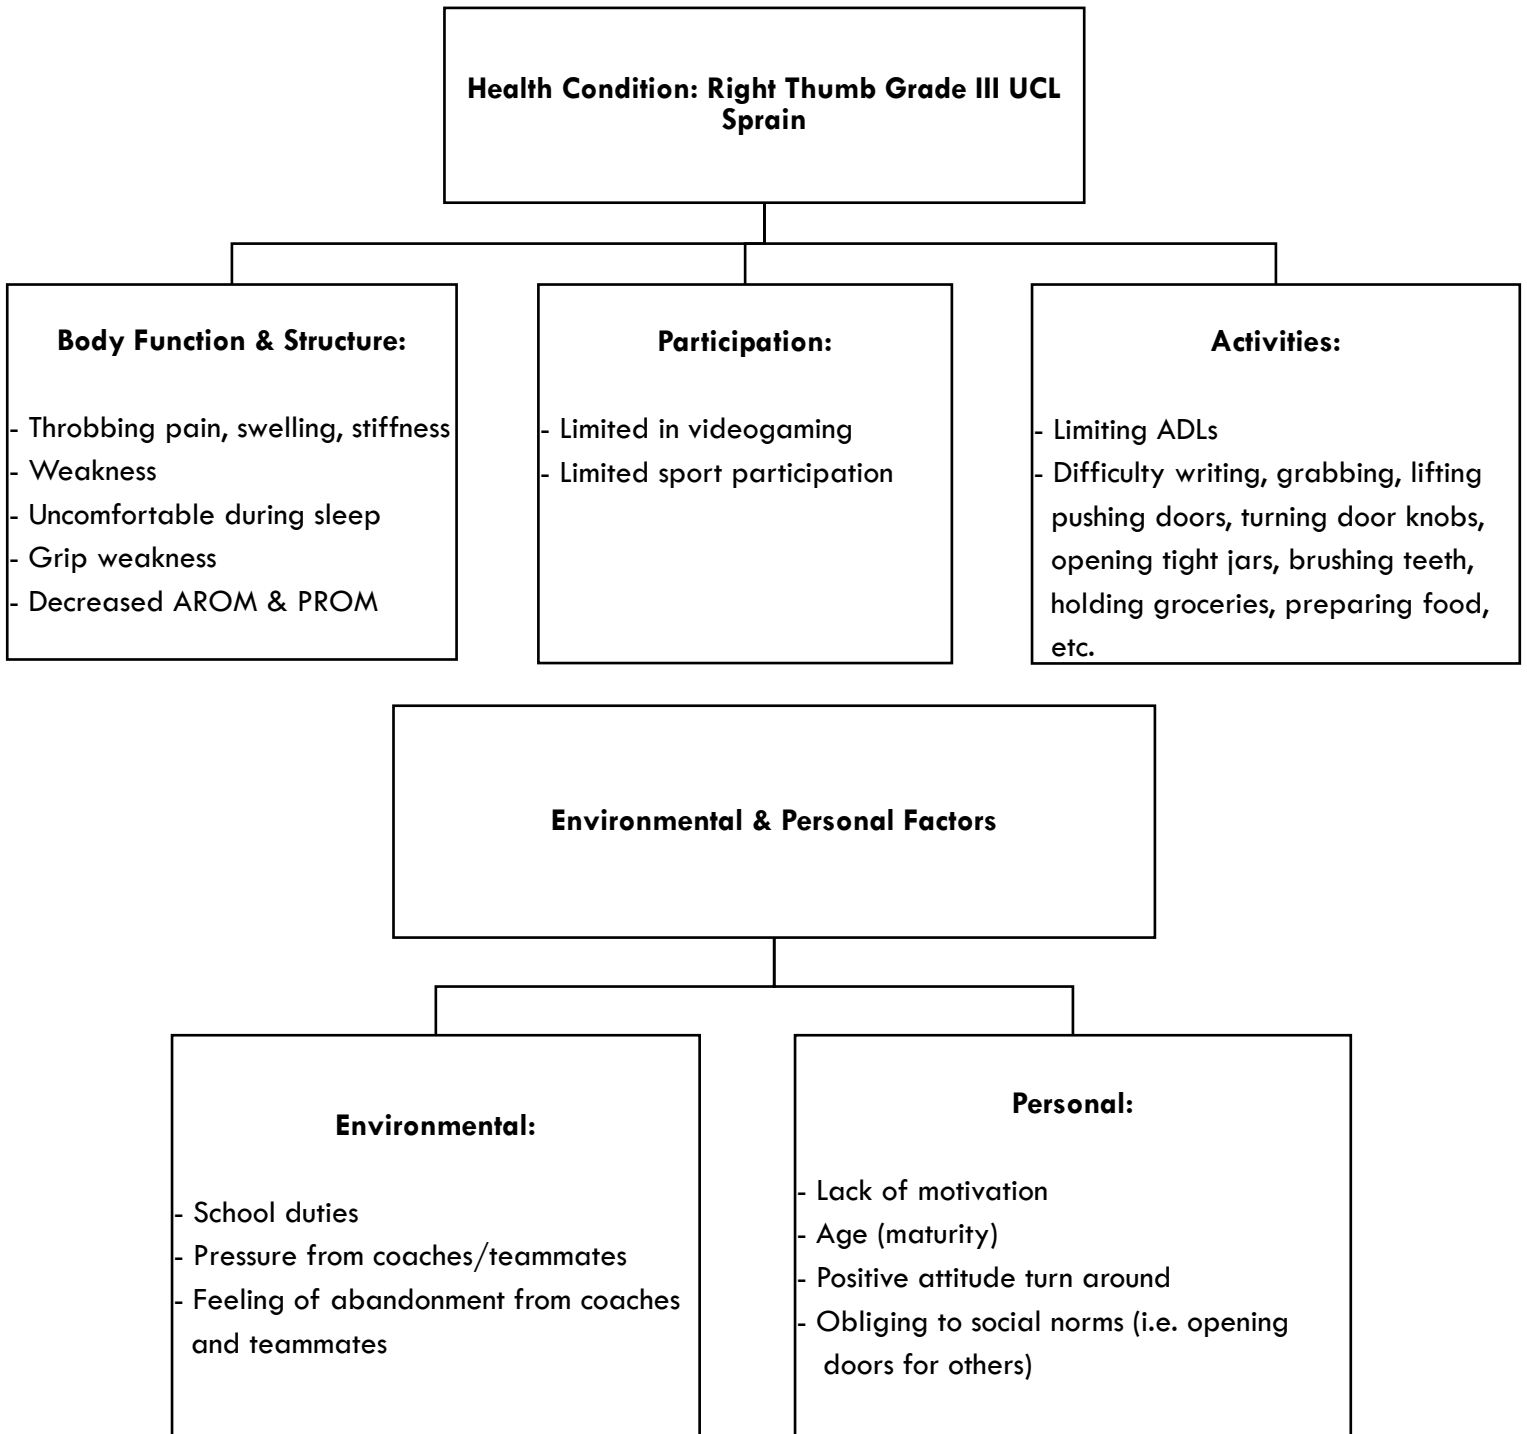 Health Condition: Right Thumb Grade III UCL
Sprain
Body Function & Structure:
- Throbbing pain, swelling, stiffness
- Weakness
- Uncomfortable during sleep
- Grip weakness
- Decreased AROM & PROM
Participation:
- Limited in videogaming
- Limited sport participation
Activities:
- Limiting ADLs
- Difficulty writing, grabbing, lifting
pushing doors, turning door knobs,
opening tight jars, brushing teeth,
holding groceries, preparing food,
etc.
Environmental & Personal Factors
Environmental:
- School duties
- Pressure from coaches/teammates
- Feeling of abandonment from coaches
and teammates
Personal:
- Lack of motivation
- Age (maturity)
- Positive attitude turn around
- Obliging to social norms (i.e. opening
doors for others)